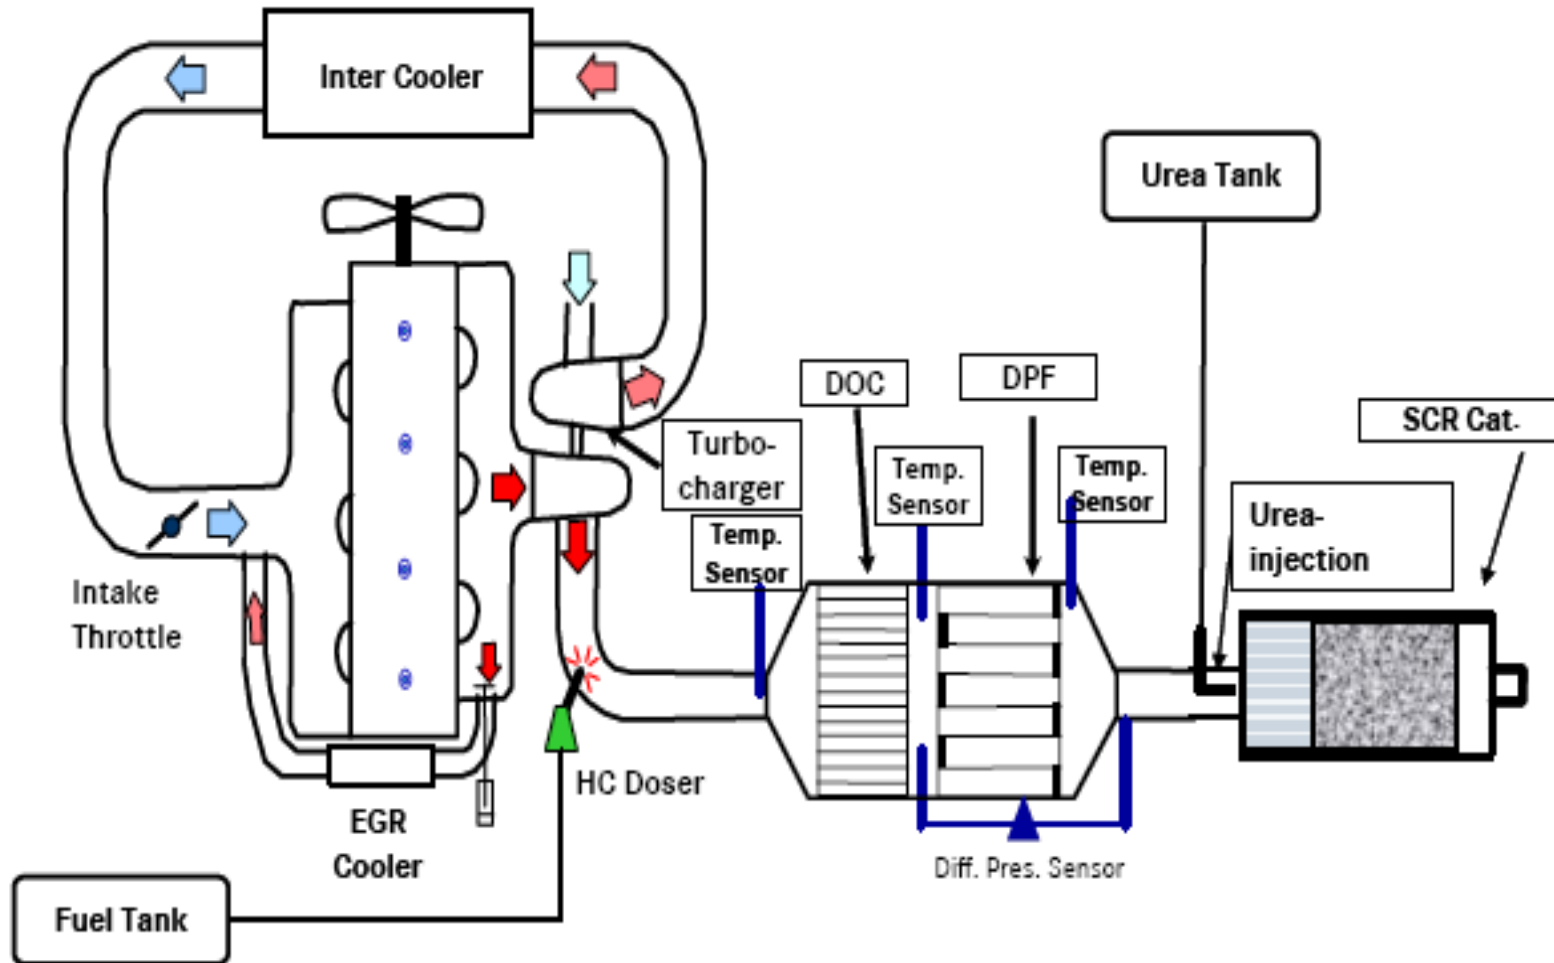 Inter Cooler
Urea Tank
DOC
DPF
SCR Cat.
Turbo-
charger
Temp.
Sensor
Temp.
Sensor
Temp.
Sensor
Urea-
injection
Intake
Throttle
HC Doser
EGR
Cooler
Diff. Pres. Sensor
Fuel Tank